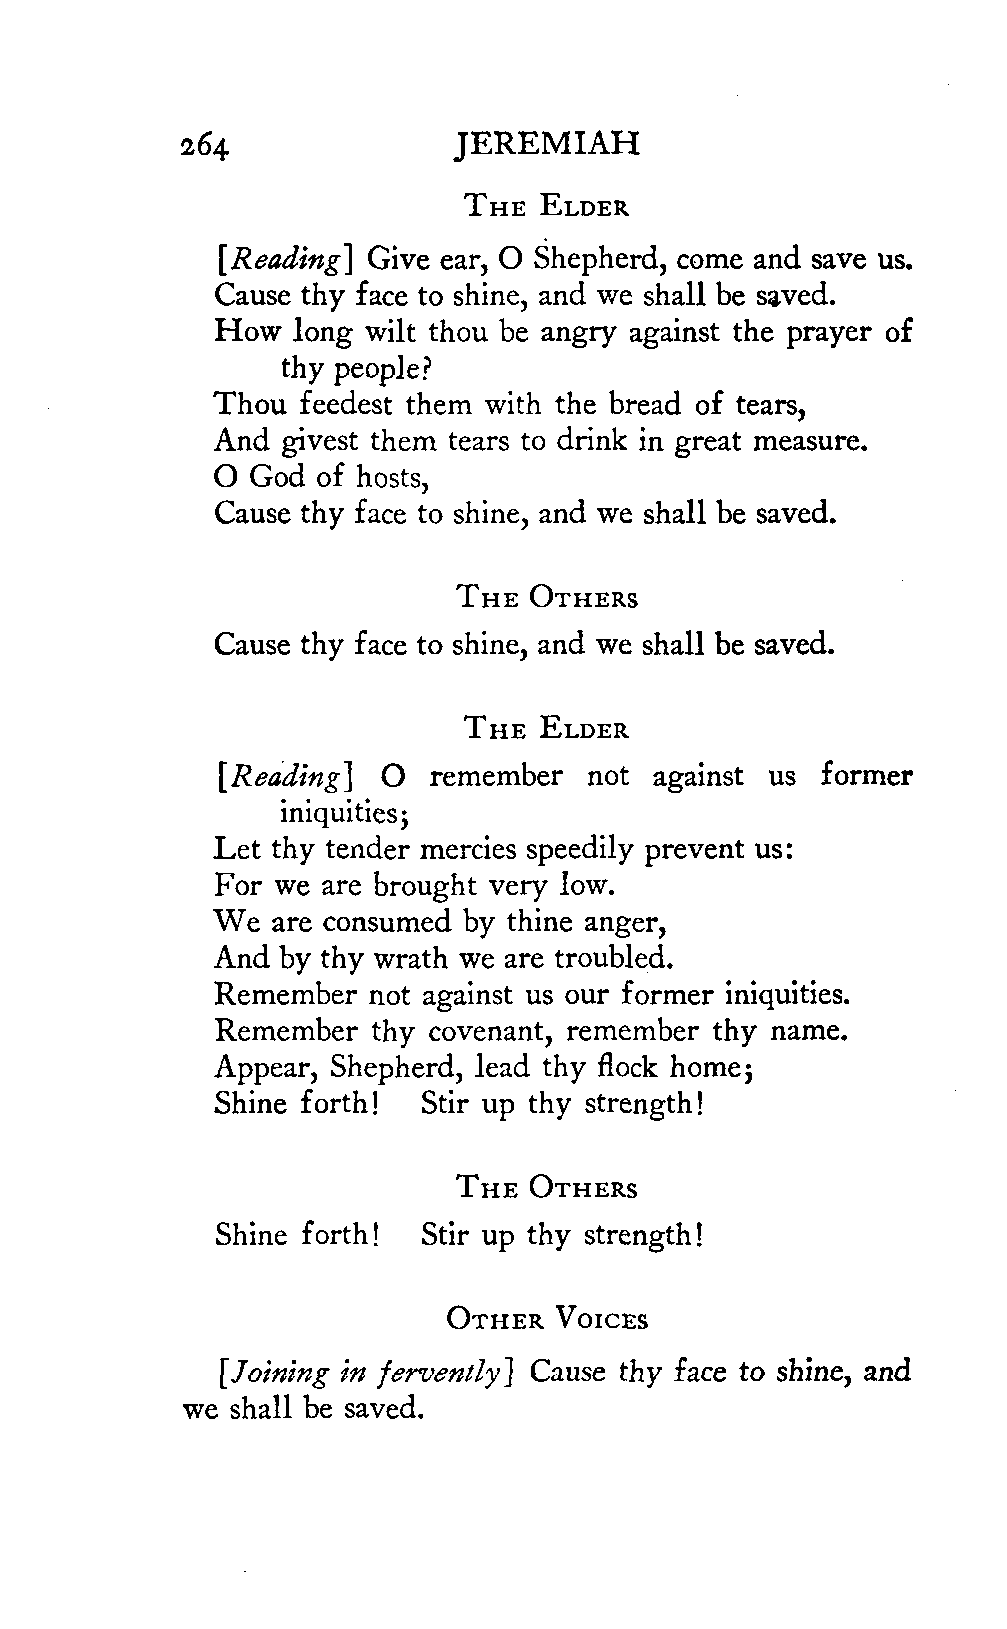 264 JEREMIAH
THE ELDER
[Reading] Give ear, O Shepherd, come and save us.
Cause thy face to shine, and we shall be saved.
How long wilt thou be angry against the prayer of
thy people?
Thou feedest them with the bread of tears,
And givest them tears to drink in great measure.
O God of hosts,
Cause thy face to shine, and we shall be saved.
THE OTHERS
Cause thy face to shine, and we shall be saved.
THE ELDER
[Reading] O remember not against us former
iniquities;
Let thy tender mercies speedily prevent us:
For we are brought very low.
We are consumed by thine anger,
And by thy wrath we are troubled.
Remember not against us our former iniquities.
Remember thy covenant, remember thy name.
Appear, Shepherd, lead thy flock home;
Shine forth! Stir up thy strength!
THE OTHERS
Shine forth! Stir up thy strength!
OTHER VOICES
[Joining in fervently] Cause thy face to shine, and
we shall be saved.